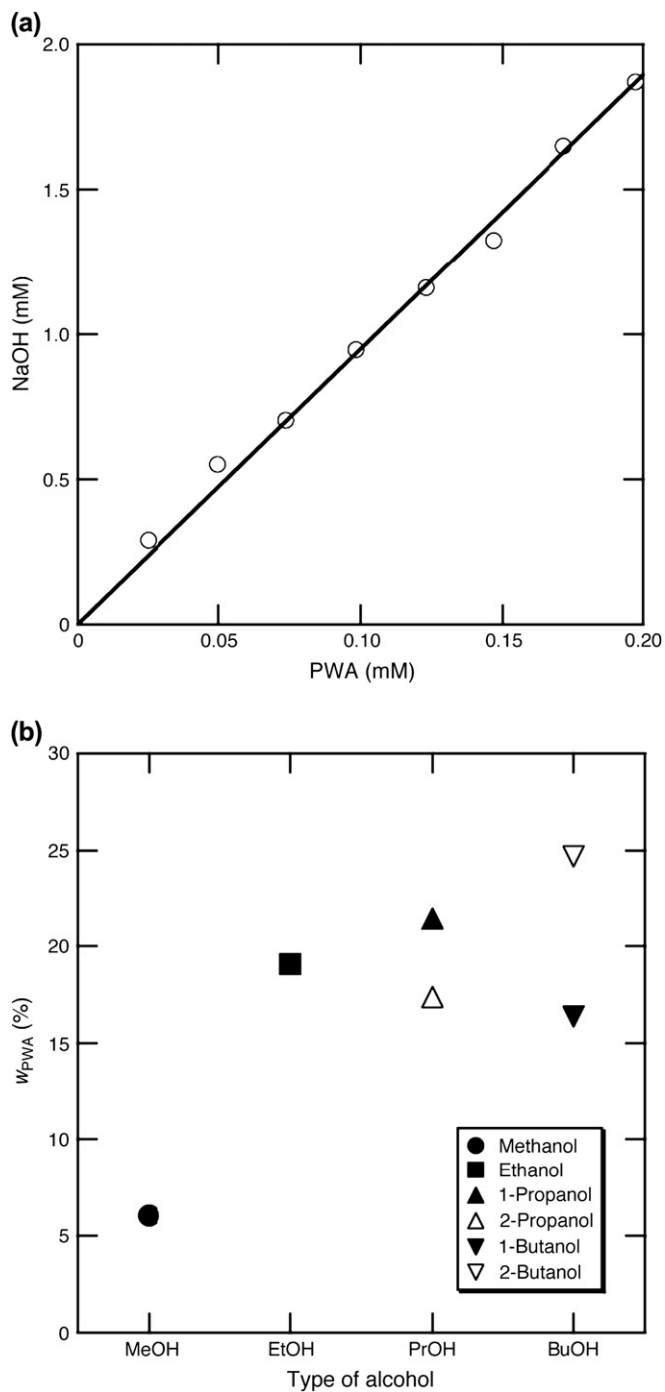 (a)
2.0
1.5
1.0
0.5
0
0 0.05 0.10 0.15 0.20
NaOH (mM)
PWA (mM)
(b)
30
25
20
15
10
5
0
wPWA (%)
Methanol
Ethanol
1-Propanol
2-Propanol
1-Butanol
2-Butanol
MeOH EtOH PrOH BuOH
Type of alcohol